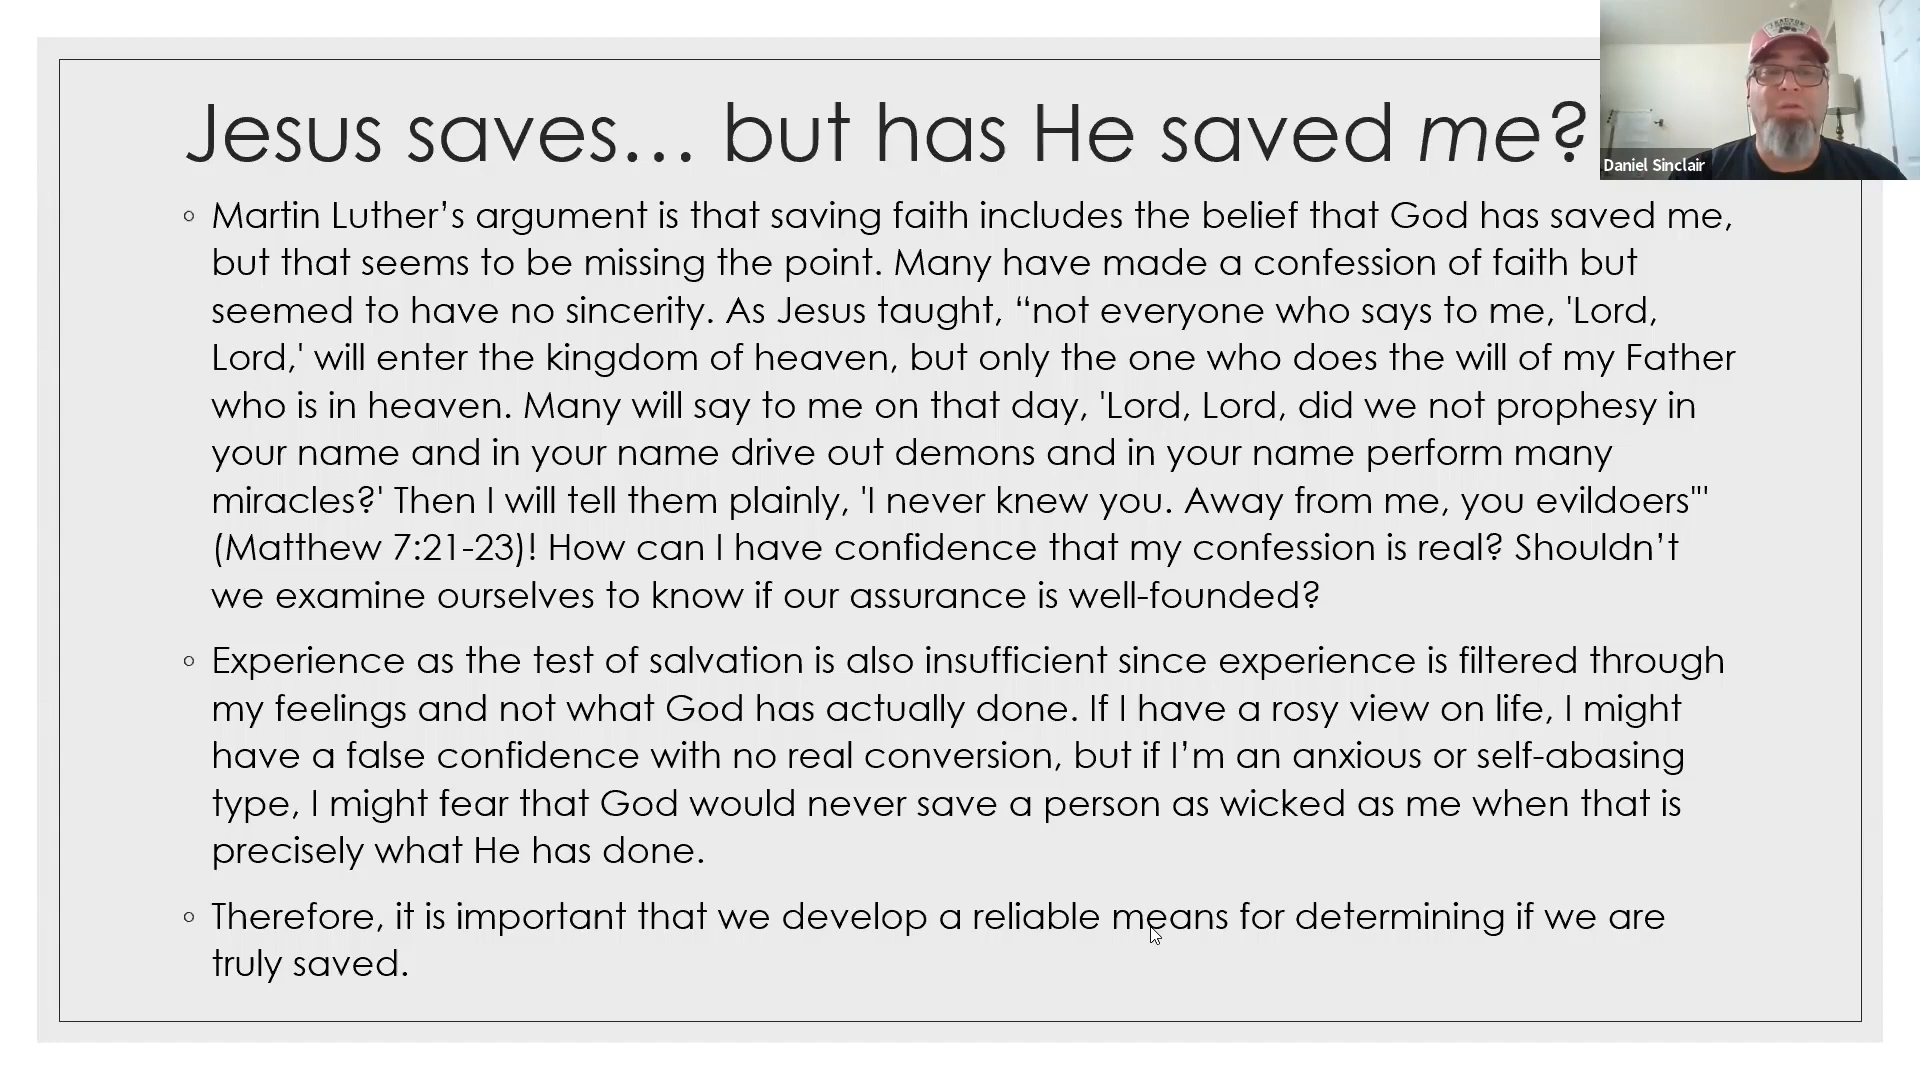 Jesus saves… but has He saved me?
Daniel Sinclair
◦ Martin Luther’s argument is that saving faith includes the belief that God has saved me,
but that seems to be missing the point. Many have made a confession of faith but
seemed to have no sincerity. As Jesus taught, “not everyone who says to me, 'Lord,
Lord,' will enter the kingdom of heaven, but only the one who does the will of my Father
who is in heaven. Many will say to me on that day, 'Lord, Lord, did we not prophesy in
your name and in your name drive out demons and in your name perform many
miracles?' Then I will tell them plainly, 'I never knew you. Away from me, you evildoers"'
(Matthew 7:21-23)! How can I have confidence that my confession is real? Shouldn’t
we examine ourselves to know if our assurance is well-founded?
◦ Experience as the test of salvation is also insufficient since experience is filtered through
my feelings and not what God has actually done. If I have a rosy view on life, I might
have a false confidence with no real conversion, but if I’m an anxious or self-abasing
type, I might fear that God would never save a person as wicked as me when that is
precisely what He has done.
◦ Therefore, it is important that we develop a reliable means for determining if we are
truly saved.